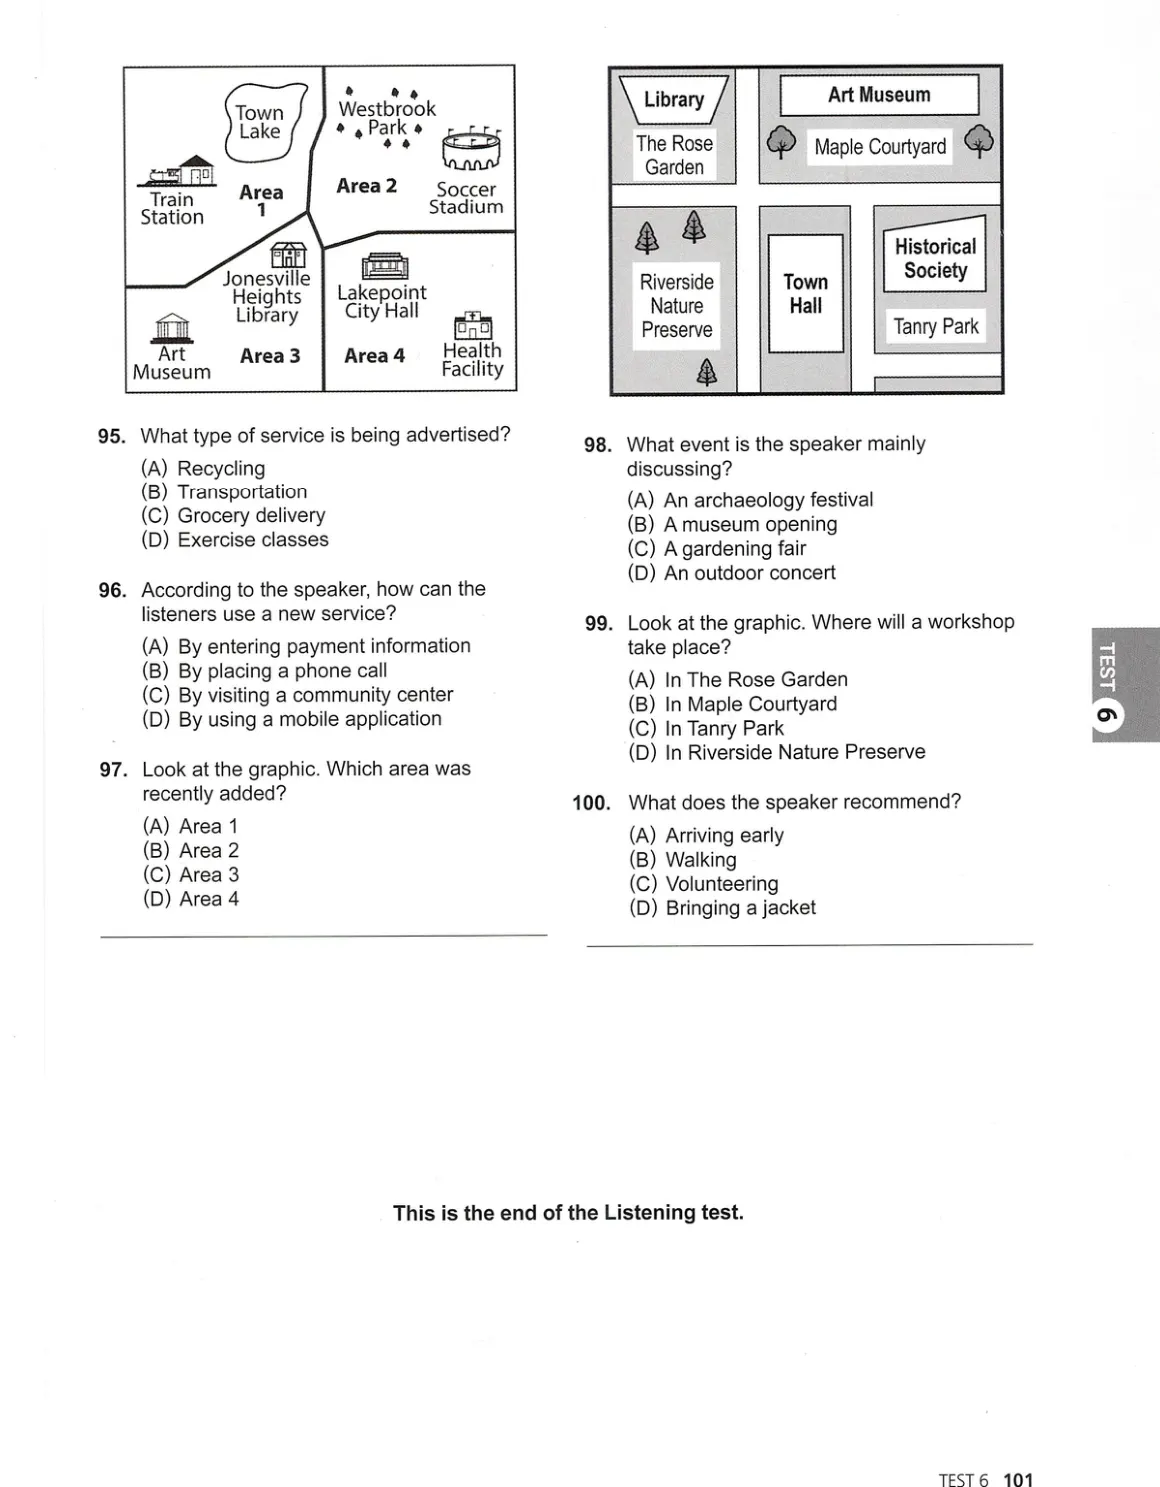 Town
Lake
Westbrook
Park
Train
Station
Area
1
Area 2
Soccer
Stadium
Jonesville
Heights
Library
Lakepoint
City Hall
Art
Museum
Area 3
Area 4
Health
Facility
95. What type of service is being advertised?
(A) Recycling
(B) Transportation
(C) Grocery delivery
(D) Exercise classes
96. According to the speaker, how can the
listeners use a new service?
(A) By entering payment information
(B) By placing a phone call
(C) By visiting a community center
(D) By using a mobile application
97. Look at the graphic. Which area was
recently added?
(A) Area 1
(B) Area 2
(C) Area 3
(D) Area 4
Library
The Rose
Garden
Art Museum
Maple Courtyard
Riverside
Nature
Preserve
Town
Hall
Historical
Society
Tanry Park
98. What event is the speaker mainly
discussing?
(A) An archaeology festival
(B) A museum opening
(C) A gardening fair
(D) An outdoor concert
99. Look at the graphic. Where will a workshop
take place?
(A) In The Rose Garden
(B) In Maple Courtyard
(C) In Tanry Park
(D) In Riverside Nature Preserve
100. What does the speaker recommend?
(A) Arriving early
(B) Walking
(C) Volunteering
(D) Bringing a jacket
TEST 6
This is the end of the Listening test.
TEST 6 101